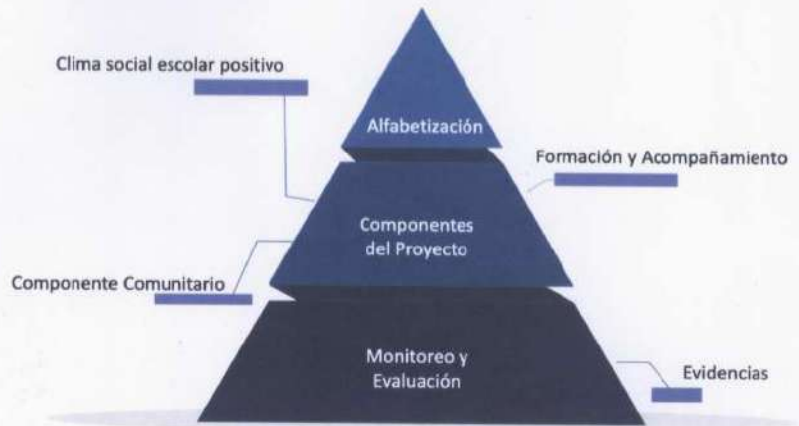 Clima social escolar positivo
Alfabetización
Formación y Acompañamiento
Componentes
del Proyecto
Componente Comunitario
Monitoreo y
Evaluación
Evidencias